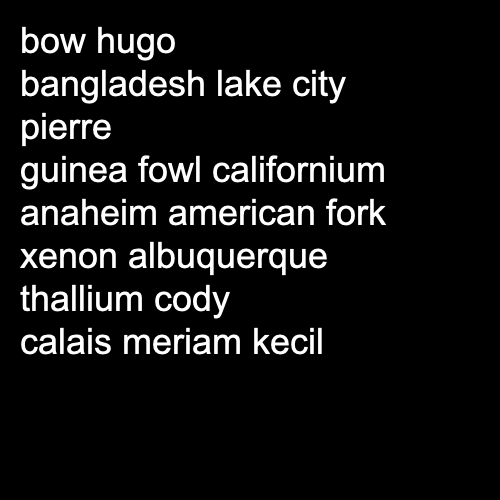 bow hugo
bangladesh lake city
pierre
guinea fowl californium
anaheim american fork
xenon albuquerque
thallium cody
calais meriam kecil